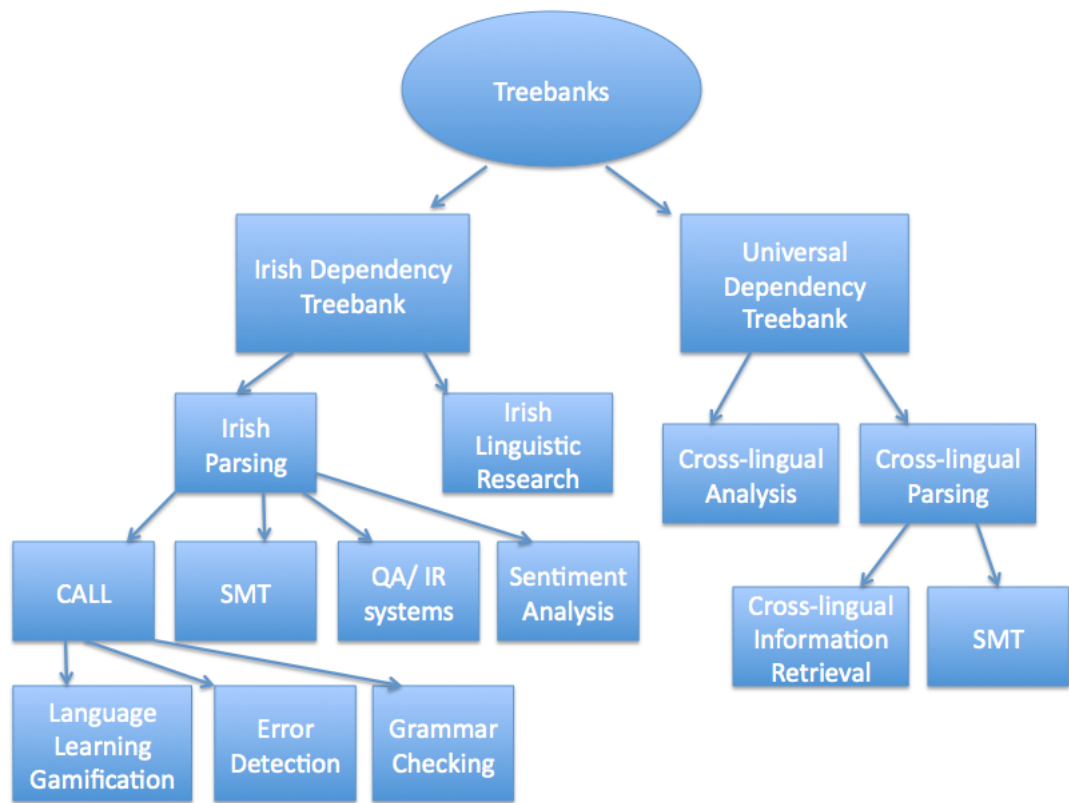 Treebanks
Irish Dependency
Treebank
Universal
Dependency
Treebank
Irish
Parsing
Irish
Linguistic
Research
Cross-lingual
Analysis
Cross-lingual
Parsing
CALL
SMT
QA/ IR
systems
Sentiment
Analysis
Cross-lingual
Information
Retrieval
SMT
Language
Learning
Gamification
Error
Detection
Grammar
Checking